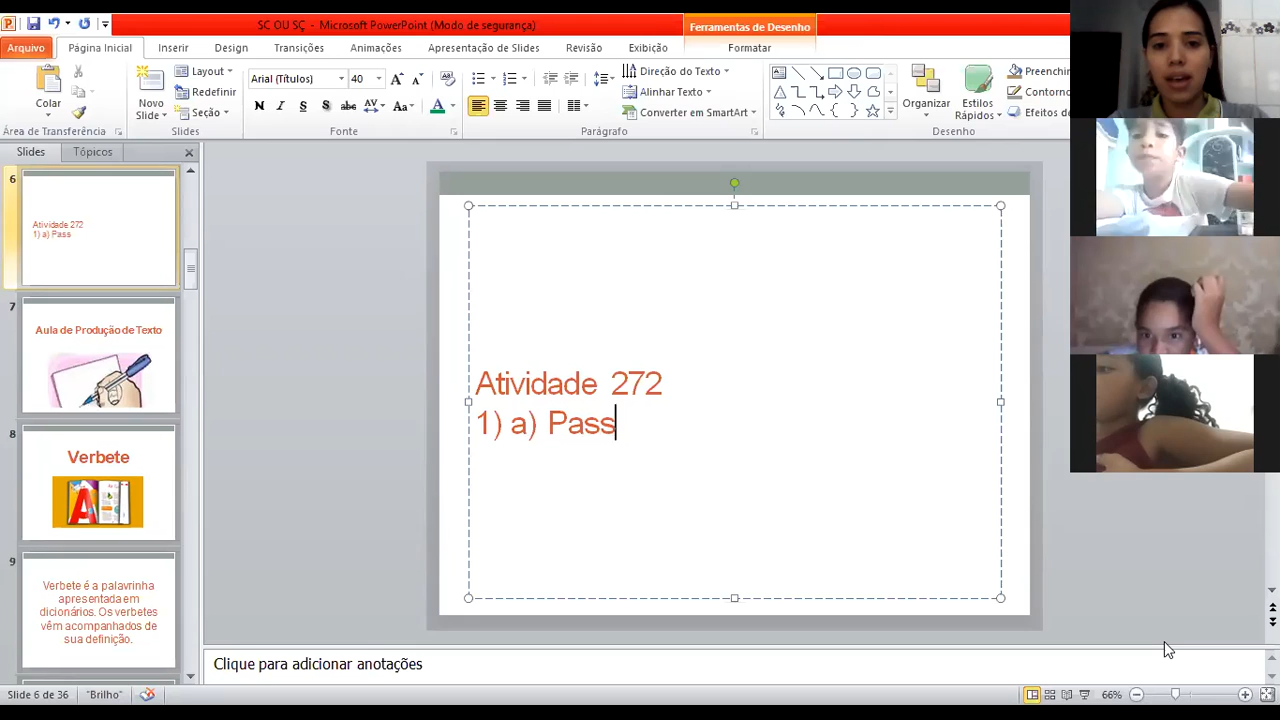 SC OU SÇ - Microsoft PowerPoint (Modo de segurança)
Ferramentas de Desenho
Arquivo
Página Inicial
Inserir
Design
Transições
Animações
Apresentação de Slides
Revisão
Exibição
Formatar
Colar
Novo Slide
Layout
Redefinir
Seção
Arial (Títulos)
40
Direção do Texto
Alinhar Texto
Converter em SmartArt
Organizar
Estilos Rápidos
Preenchi
Contorno
Efeitos de
Área de Transferência
Slides
Fonte
Parágrafo
Desenho
Slides
Tópicos
6
Atividade 272
1) a) Pass
7
Aula de Produção de Texto
8
Verbete
A
9
Verbete é a palavrinha
apresentada em
dicionários. Os verbetes
vêm acompanhados de
sua definição.
Atividade 272
1) a) Pass
Clique para adicionar anotações
Slide 6 de 36
"Brilho"
66%